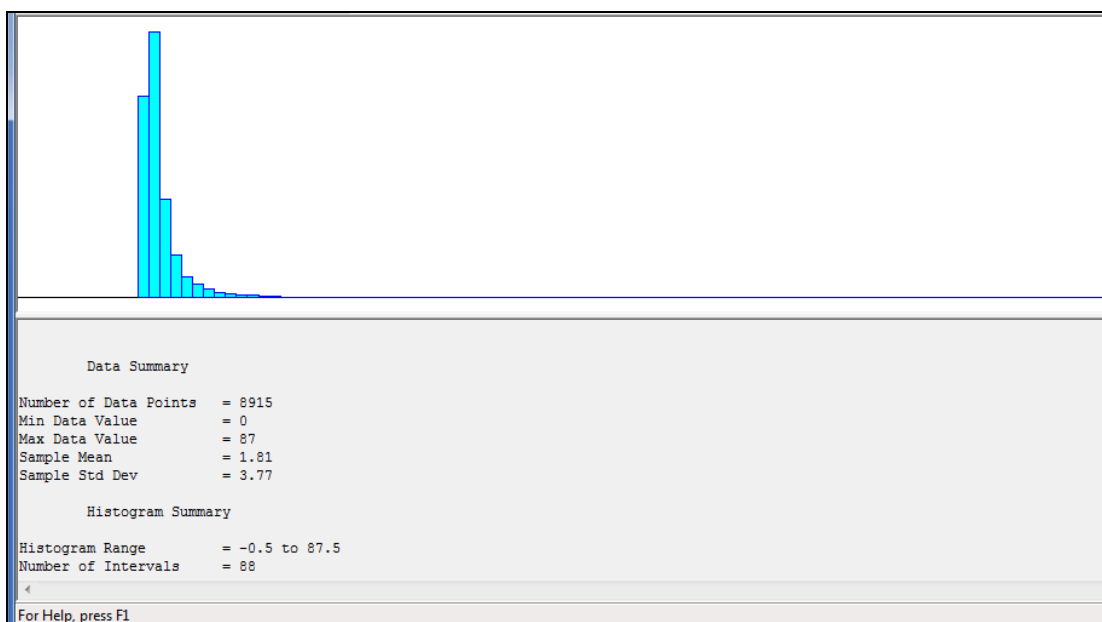 Data Summary
Number of Data Points = 8915
Min Data Value = 0
Max Data Value = 87
Sample Mean = 1.81
Sample Std Dev = 3.77
Histogram Summary
Histogram Range = -0.5 to 87.5
Number of Intervals = 88
For Help, press F1